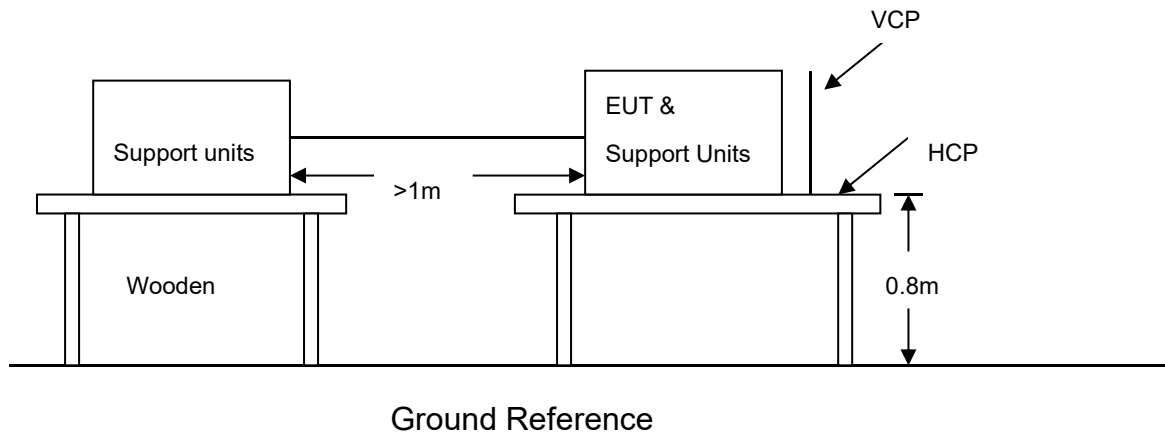 VCP
EUT &
Support units
Support Units
HCP
>1m
Wooden
0.8m
Ground Reference